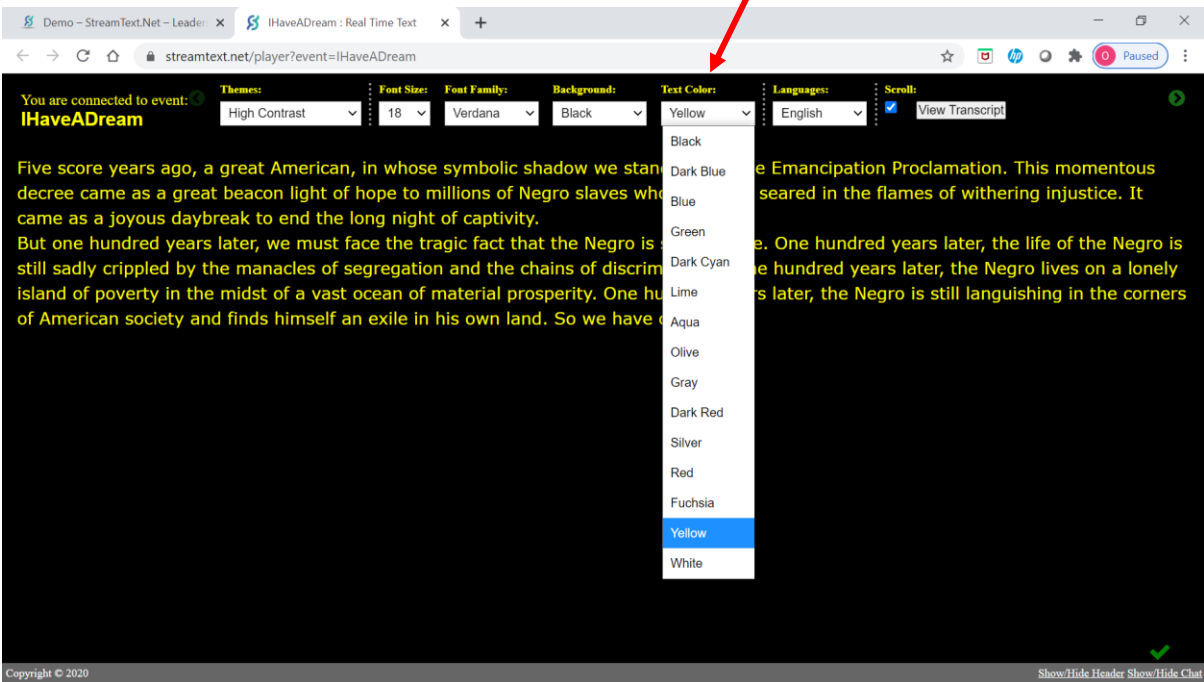 Demo – StreamText.Net – Leader
IHaveADream : Real Time Text
streamtext.net/player?event=IHaveADream
Paused
You are connected to event:
IHaveADream
Themes:
High Contrast
Font Size:
18
Font Family:
Verdana
Background:
Black
Text Color:
Yellow
Languages:
English
Scroll:
View Transcript
Five score years ago, a great American, in whose symbolic shadow we stan e Emancipation Proclamation. This momentous
decree came as a great beacon light of hope to millions of Negro slaves who seared in the flames of withering injustice. It
came as a joyous daybreak to end the long night of captivity.
But one hundred years later, we must face the tragic fact that the Negro is e. One hundred years later, the life of the Negro is
still sadly crippled by the manacles of segregation and the chains of discrim e hundred years later, the Negro lives on a lonely
island of poverty in the midst of a vast ocean of material prosperity. One hu rs later, the Negro is still languishing in the corners
of American society and finds himself an exile in his own land. So we have
Black
Dark Blue
Blue
Green
Dark Cyan
Lime
Aqua
Olive
Gray
Dark Red
Silver
Red
Fuchsia
Yellow
White
Copyright © 2020
Show/Hide Header Show/Hide Chat